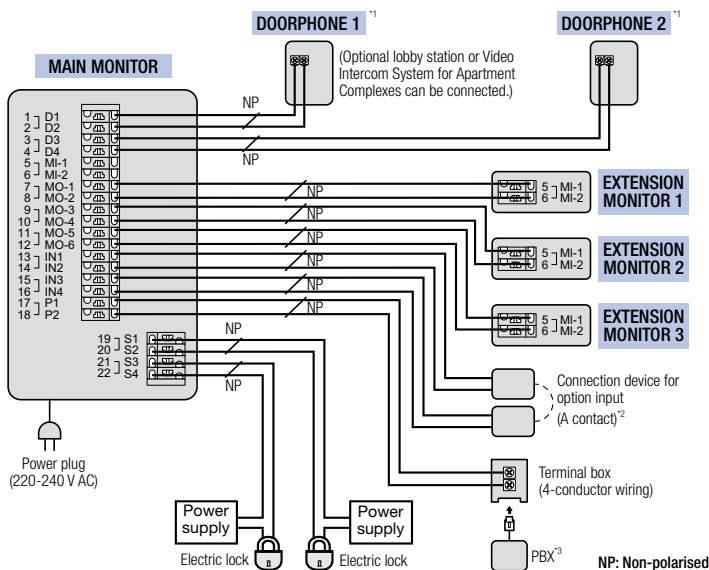 DOORPHONE 1 *1
DOORPHONE 2 *1
MAIN MONITOR
(Optional lobby station or Video
Intercom System for Apartment
Complexes can be connected.)
NP
NP
1 D1
2 D2
3 D3
4 D4
5 MI-1
6 MI-2
7 MO-1
8 MO-2
9 MO-3
10 MO-4
11 MO-5
12 MO-6
13 IN1
14 IN2
15 IN3
16 IN4
17 P1
18 P2
19 S1
20 S2
21 S3
22 S4
NP
NP
NP
NP
NP
5 MI-1
6 MI-2
EXTENSION
MONITOR 1
5 MI-1
6 MI-2
EXTENSION
MONITOR 2
5 MI-1
6 MI-2
EXTENSION
MONITOR 3
Connection device for
option input
(A contact)*2
Power plug
(220-240 V AC)
Terminal box
(4-conductor wiring)
Power
supply
Electric lock
Power
supply
Electric lock
PBX*3
NP: Non-polarised